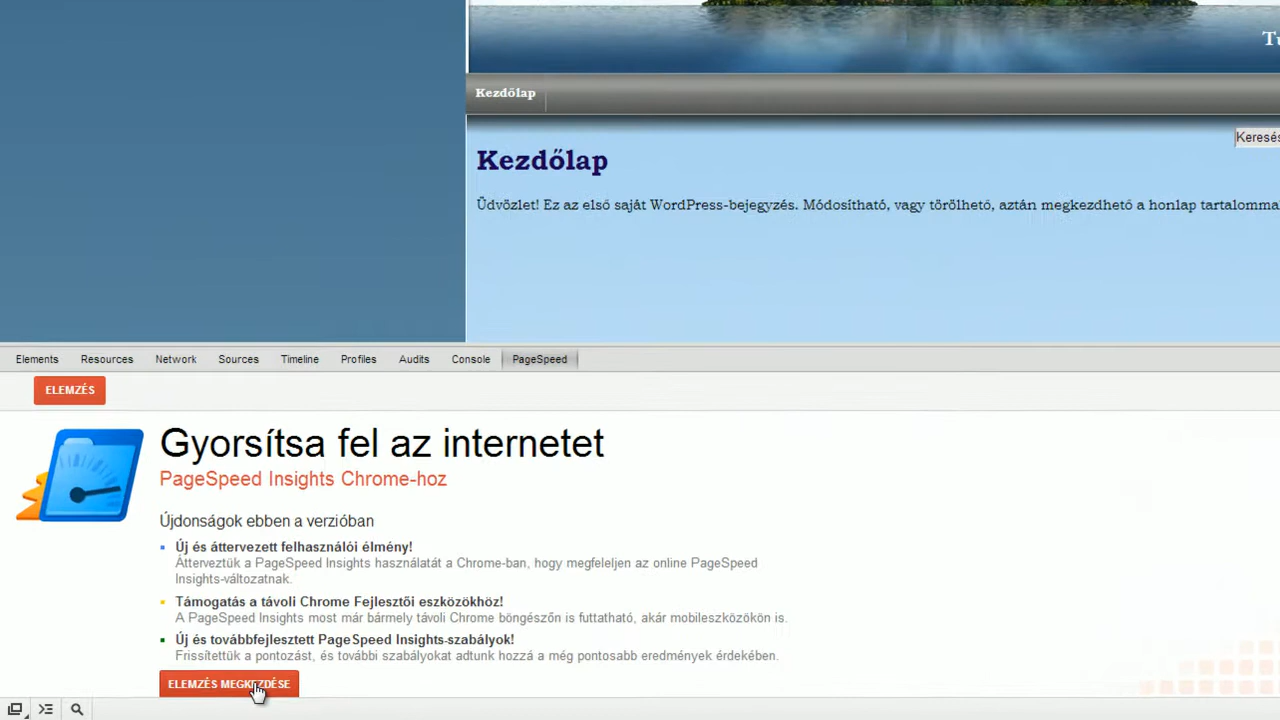 Kezdőlap
Keresés
Kezdőlap
Üdvözlet! Ez az első saját WordPress-bejegyzés. Módosítható, vagy törölhető, aztán megkezdhető a honlap
Elements Resources Network Sources Timeline Profiles Audits Console PageSpeed
ELEMZÉS
Gyorsítsa fel az internetet
PageSpeed Insights Chrome-hoz
Újdonságok ebben a verzióban
Új és áttervezett felhasználói élmény!
Átterveztük a PageSpeed Insights használatát a Chrome-ban, hogy megfeleljen az online PageSpeed
Insights-változatnak.
Támogatás a távoli Chrome Fejlesztői eszközökhöz!
A PageSpeed Insights most már bármely távoli Chrome böngészőn is futtatható, akár mobileszközökön is.
Új és továbbfejlesztett PageSpeed Insights-szabályok!
Frissítettük a pontozást, és további szabályokat adtunk hozzá a még pontosabb eredmények érdekében.
ELEMZÉS MEGKEZDÉSE